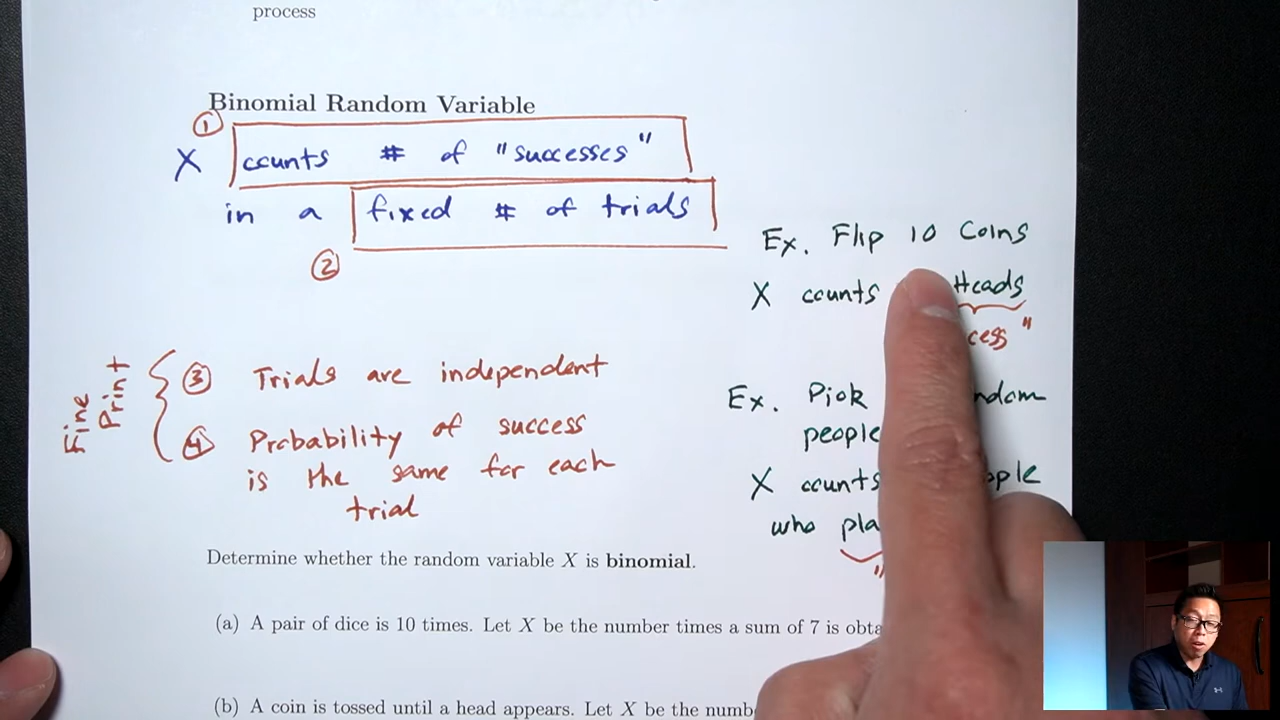 process
Binomial Random Variable
① X counts # of "successes"
in a fixed # of trials
②
Ex. Flip 10 Coins
X counts Heads
"
Fine Print
③ Trials are independent
④ Probability of success
is the same for each
trial
Ex. Pick
people
X counts
who
"
Determine whether the random variable X is binomial.
(a) A pair of dice is 10 times. Let X be the number times a sum of 7 is
(b) A coin is tossed until a head appears. Let X be the